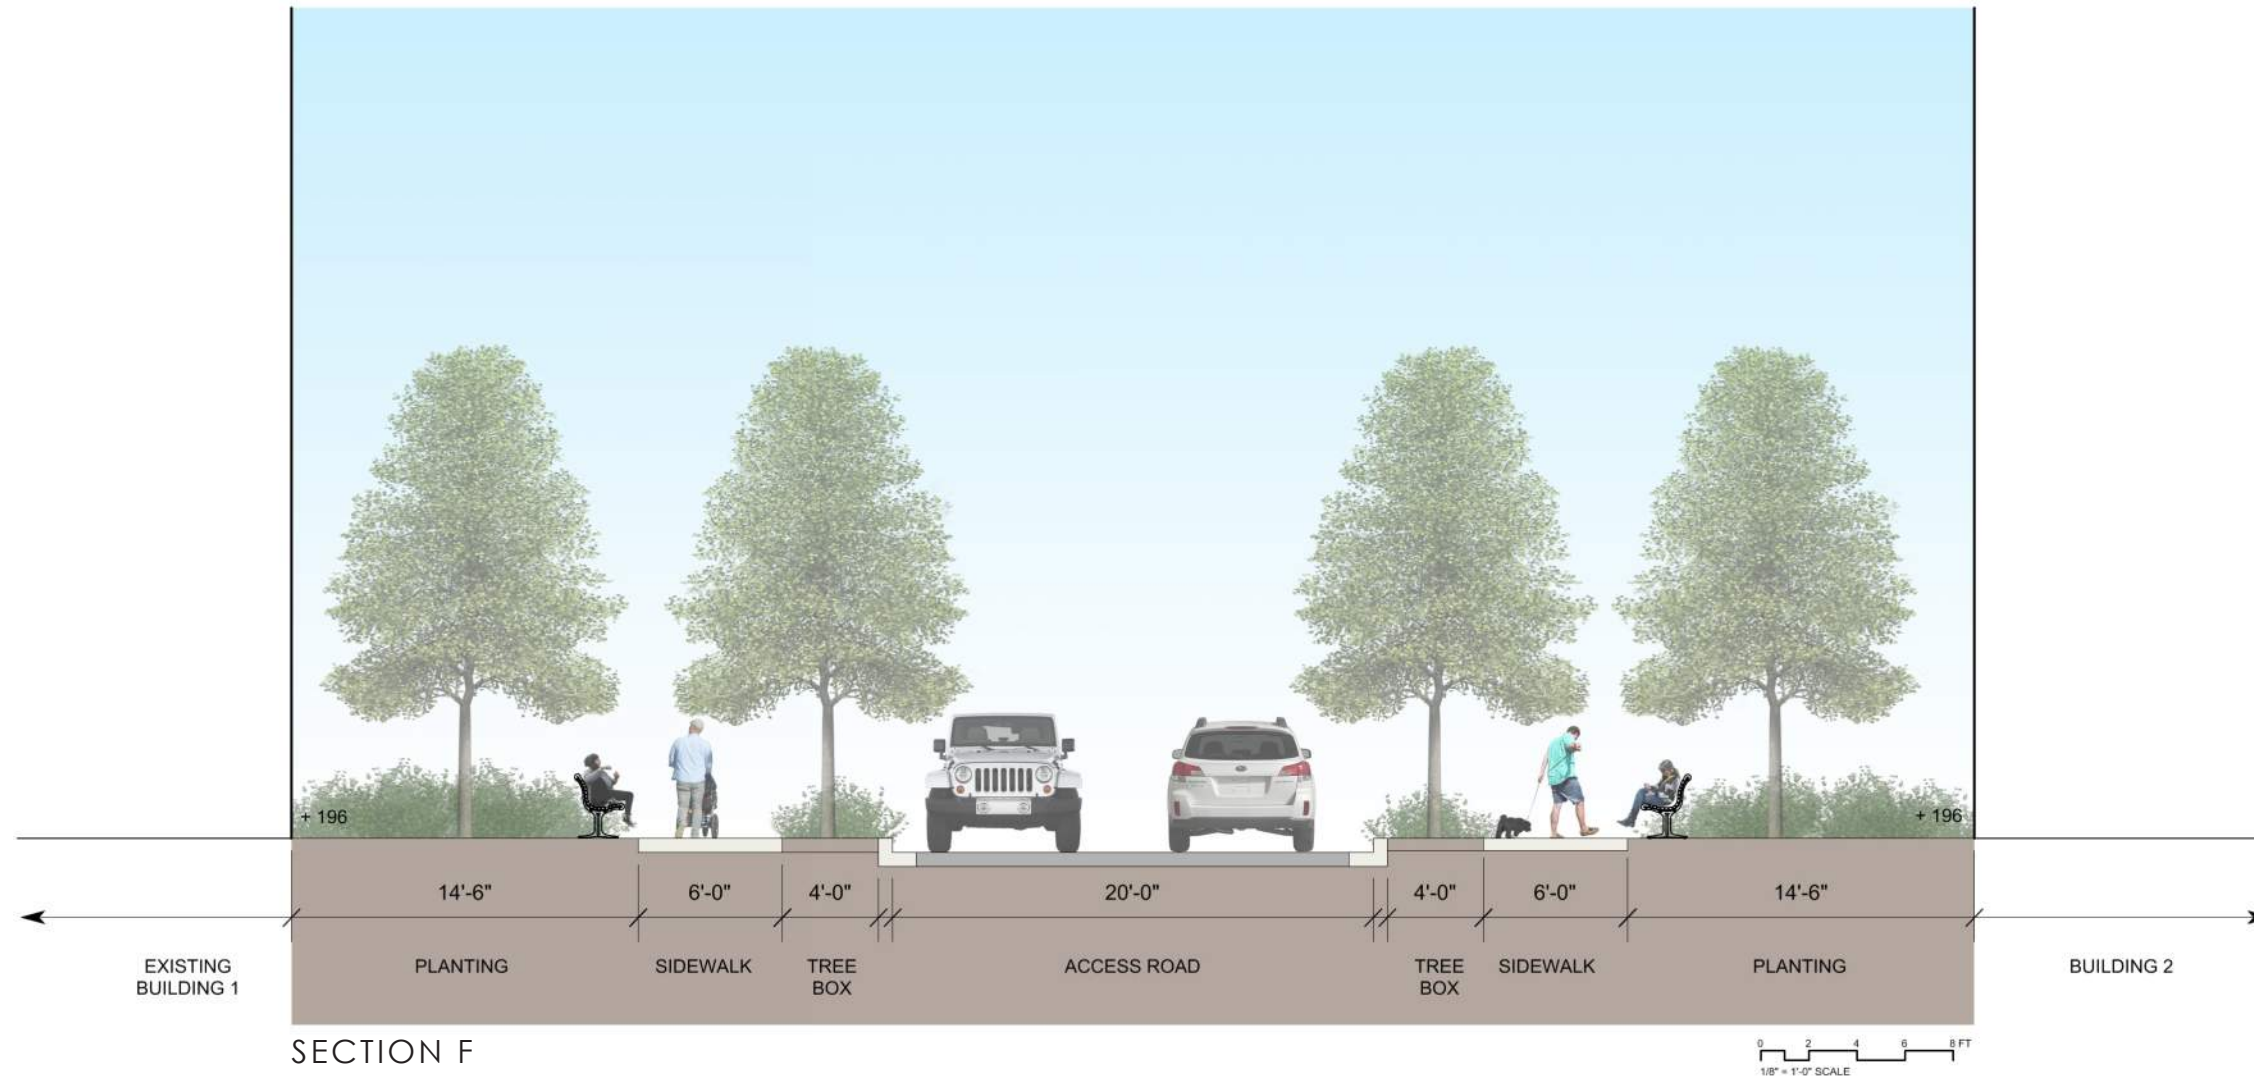 + 196
+ 196
14'-6"
6'-0"
4'-0"
20'-0"
4'-0"
6'-0"
14'-6"
EXISTING
BUILDING 1
PLANTING
SIDEWALK
TREE
BOX
ACCESS ROAD
TREE
BOX
SIDEWALK
PLANTING
BUILDING 2
SECTION F
0 2 4 6 8 FT
1/8" = 1'-0" SCALE